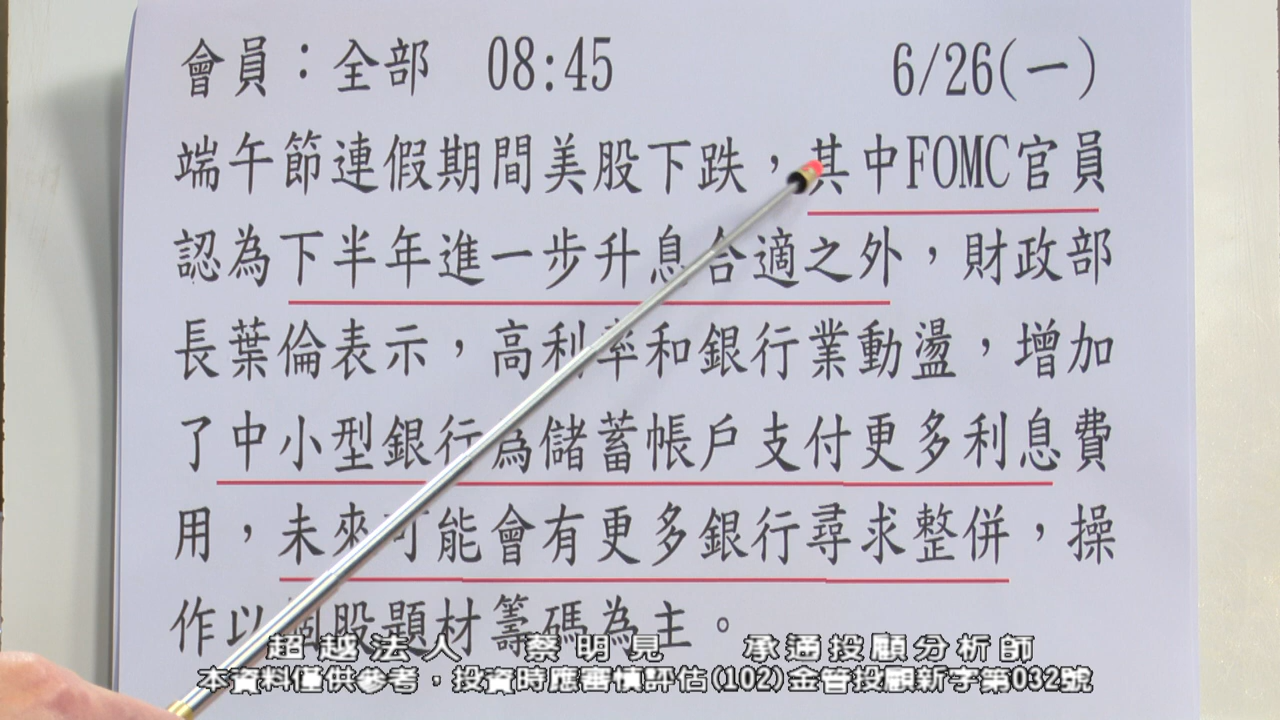 會員：全部 08:45 6/26(一)
端午節連假期間美股下跌，其中FOMC官員
認為下半年進一步升息合適之外，財政部
長葉倫表示，高利率和銀行業動盪，增加
了中小型銀行為儲蓄帳戶支付更多利息費
用，未來可能會有更多銀行尋求整併，操
作以個股題材籌碼為主。
超越法人 蔡明見 承通投顧分析師
本資料僅供參考，投資時應審慎評估(102)金管投顧新字第032號